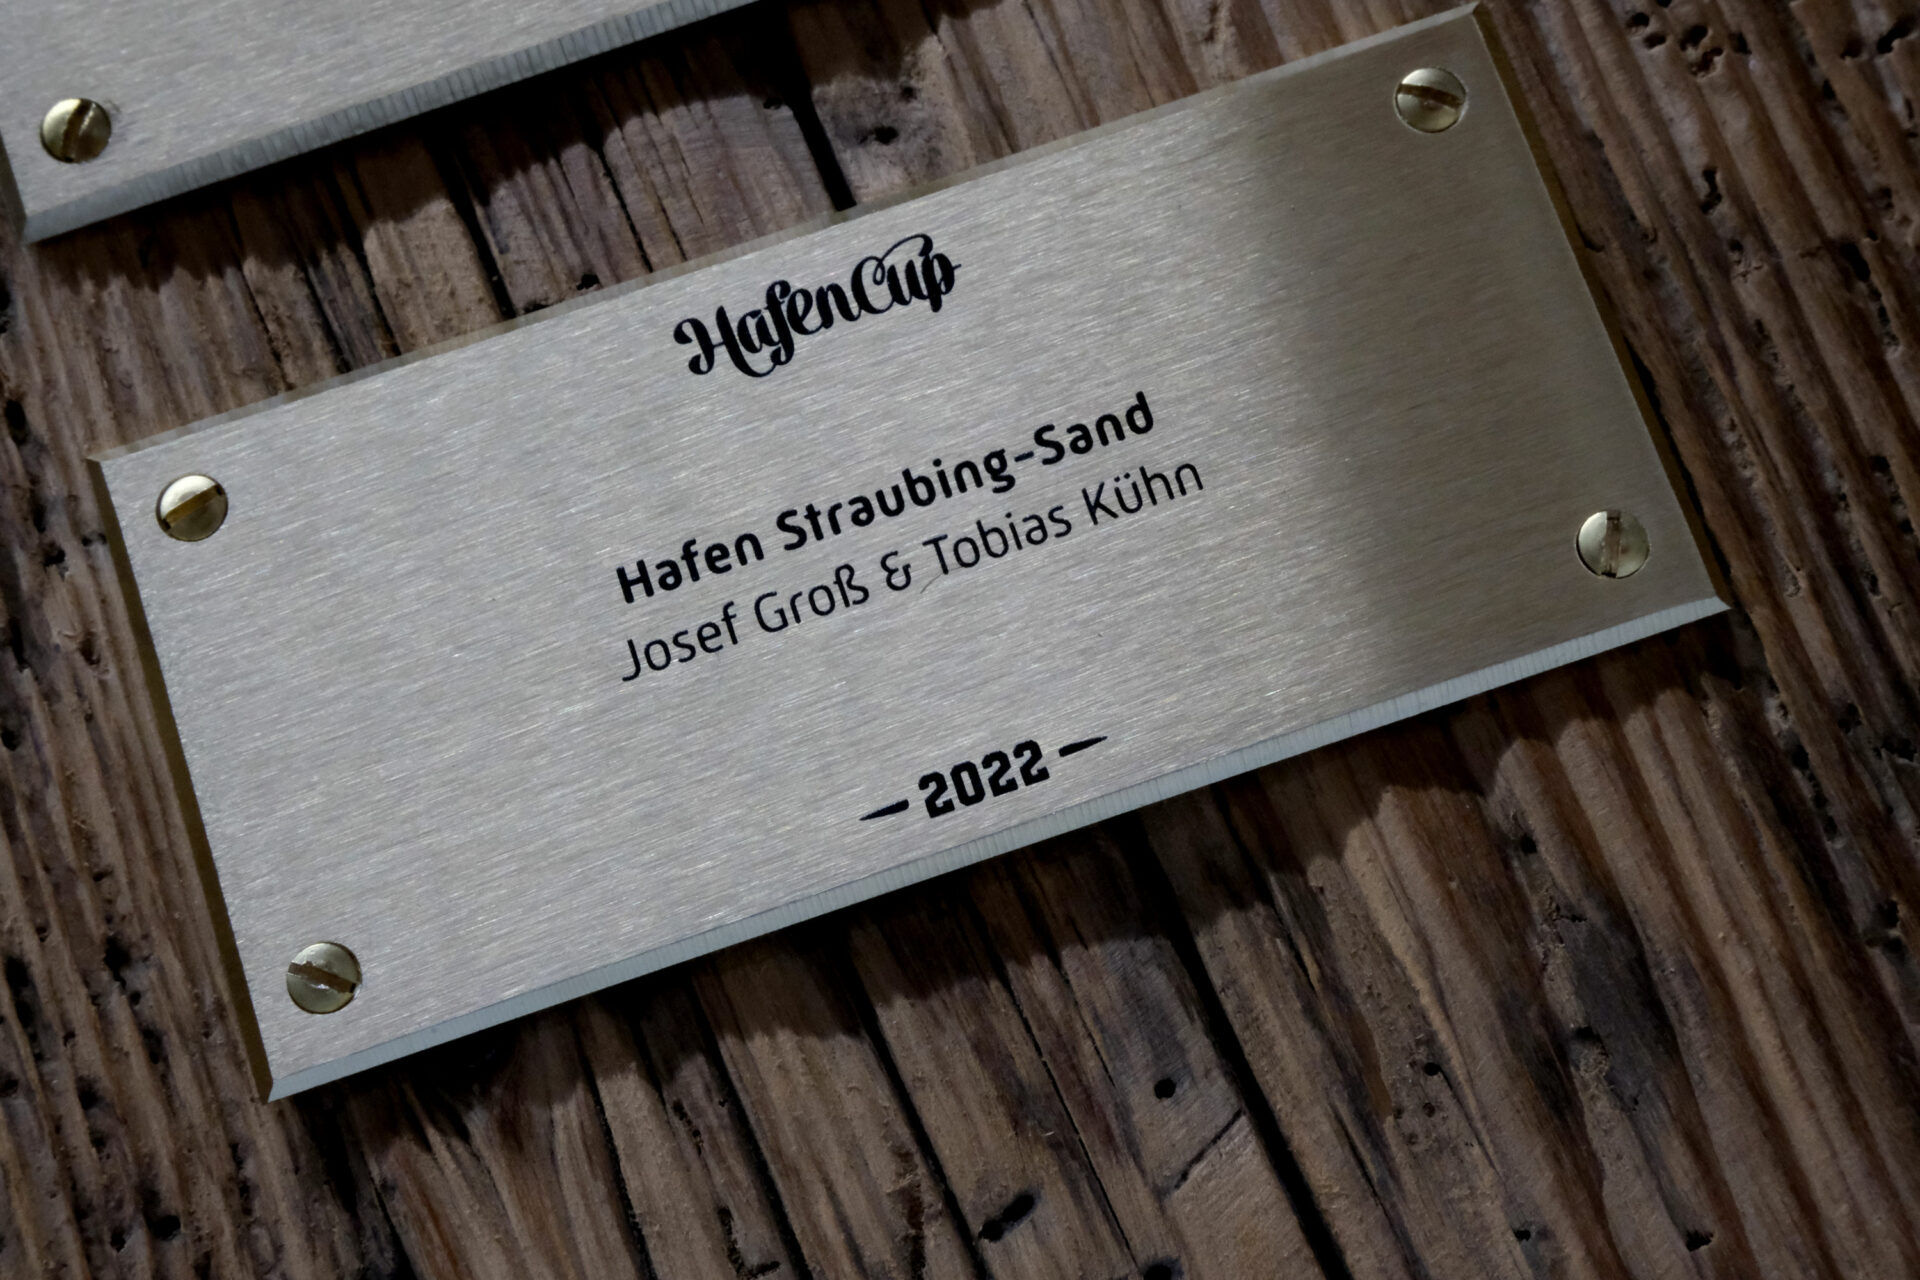 HafenCup
Hafen Straubing-Sand
Josef Groß & Tobias Kühn
2022